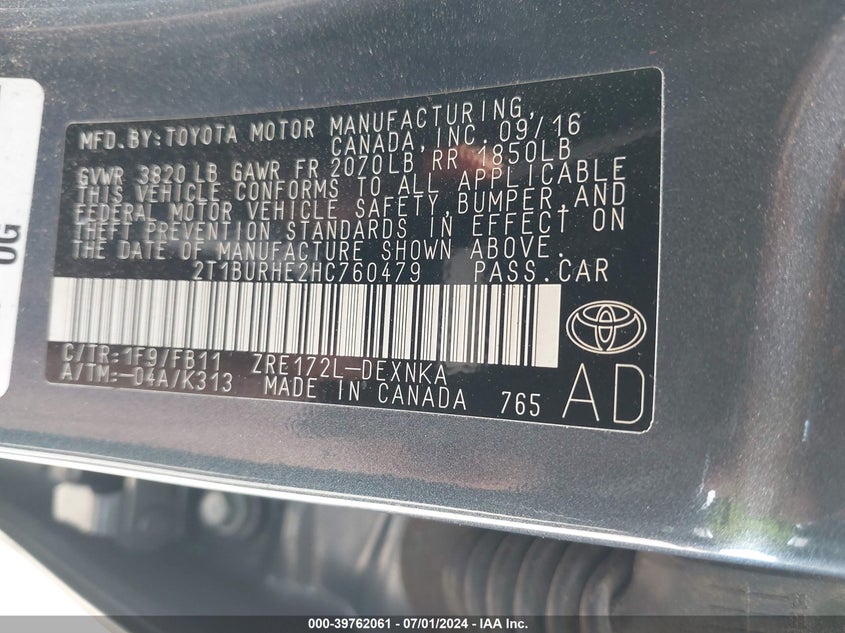 MFD.BY:TOYOTA MOTOR MANUFACTURING,
CANADA,INC. 09/16
GVWR 3820LB GAWR FR 2070LB RR 1850LB
THIS VEHICLE CONFORMS TO ALL APPLICABLE
FEDERAL MOTOR VEHICLE SAFETY,BUMPER,AND
THEFT PREVENTION STANDARDS IN EFFECT ON
THE DATE OF MANUFACTURE SHOWN ABOVE.
2T1BURHE2HC760479 PASS.CAR
C/TR:1F9/FB11 ZRE172L-DEXNKA
A/TM:-04A/K313 MADE IN CANADA 765
AD
OG
000-39762061 - 07/01/2024 - IAA Inc.